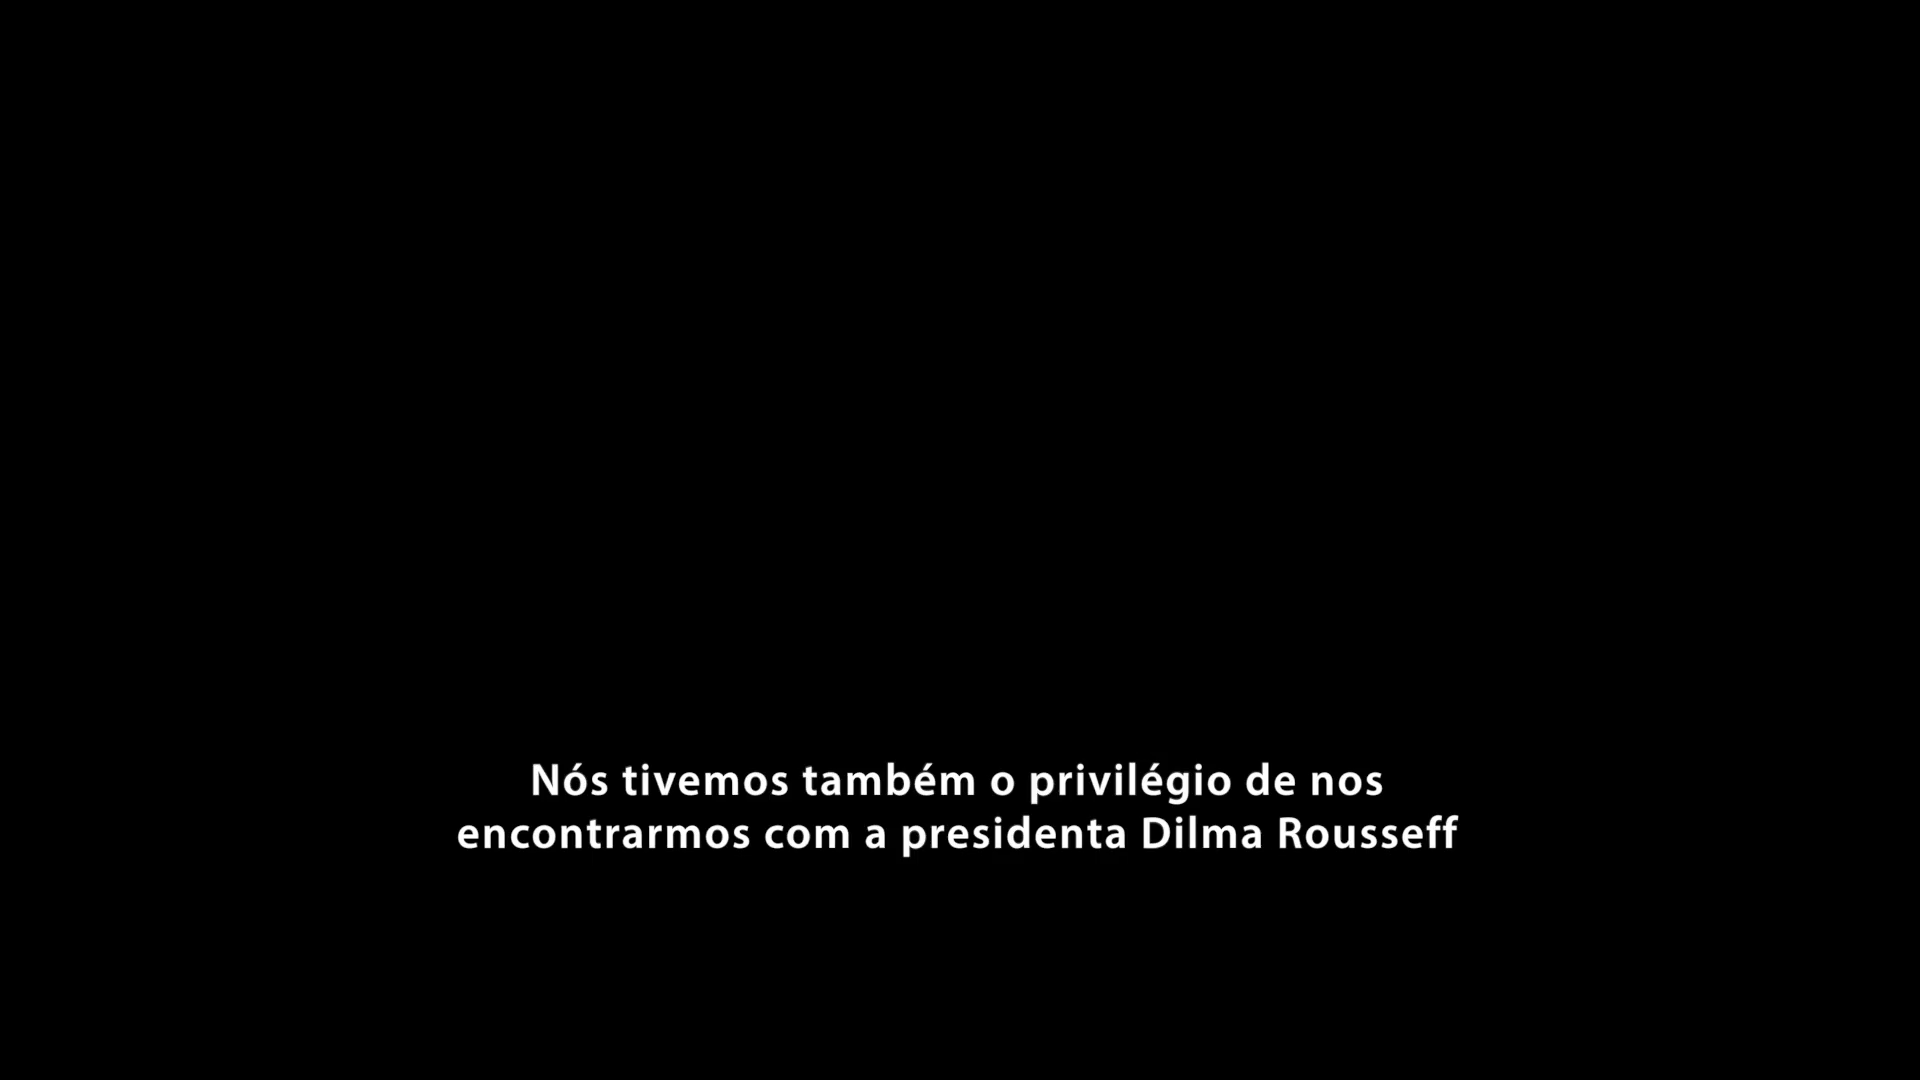 Nós tivemos também o privilégio de nos
encontrarmos com a presidenta Dilma Rousseff